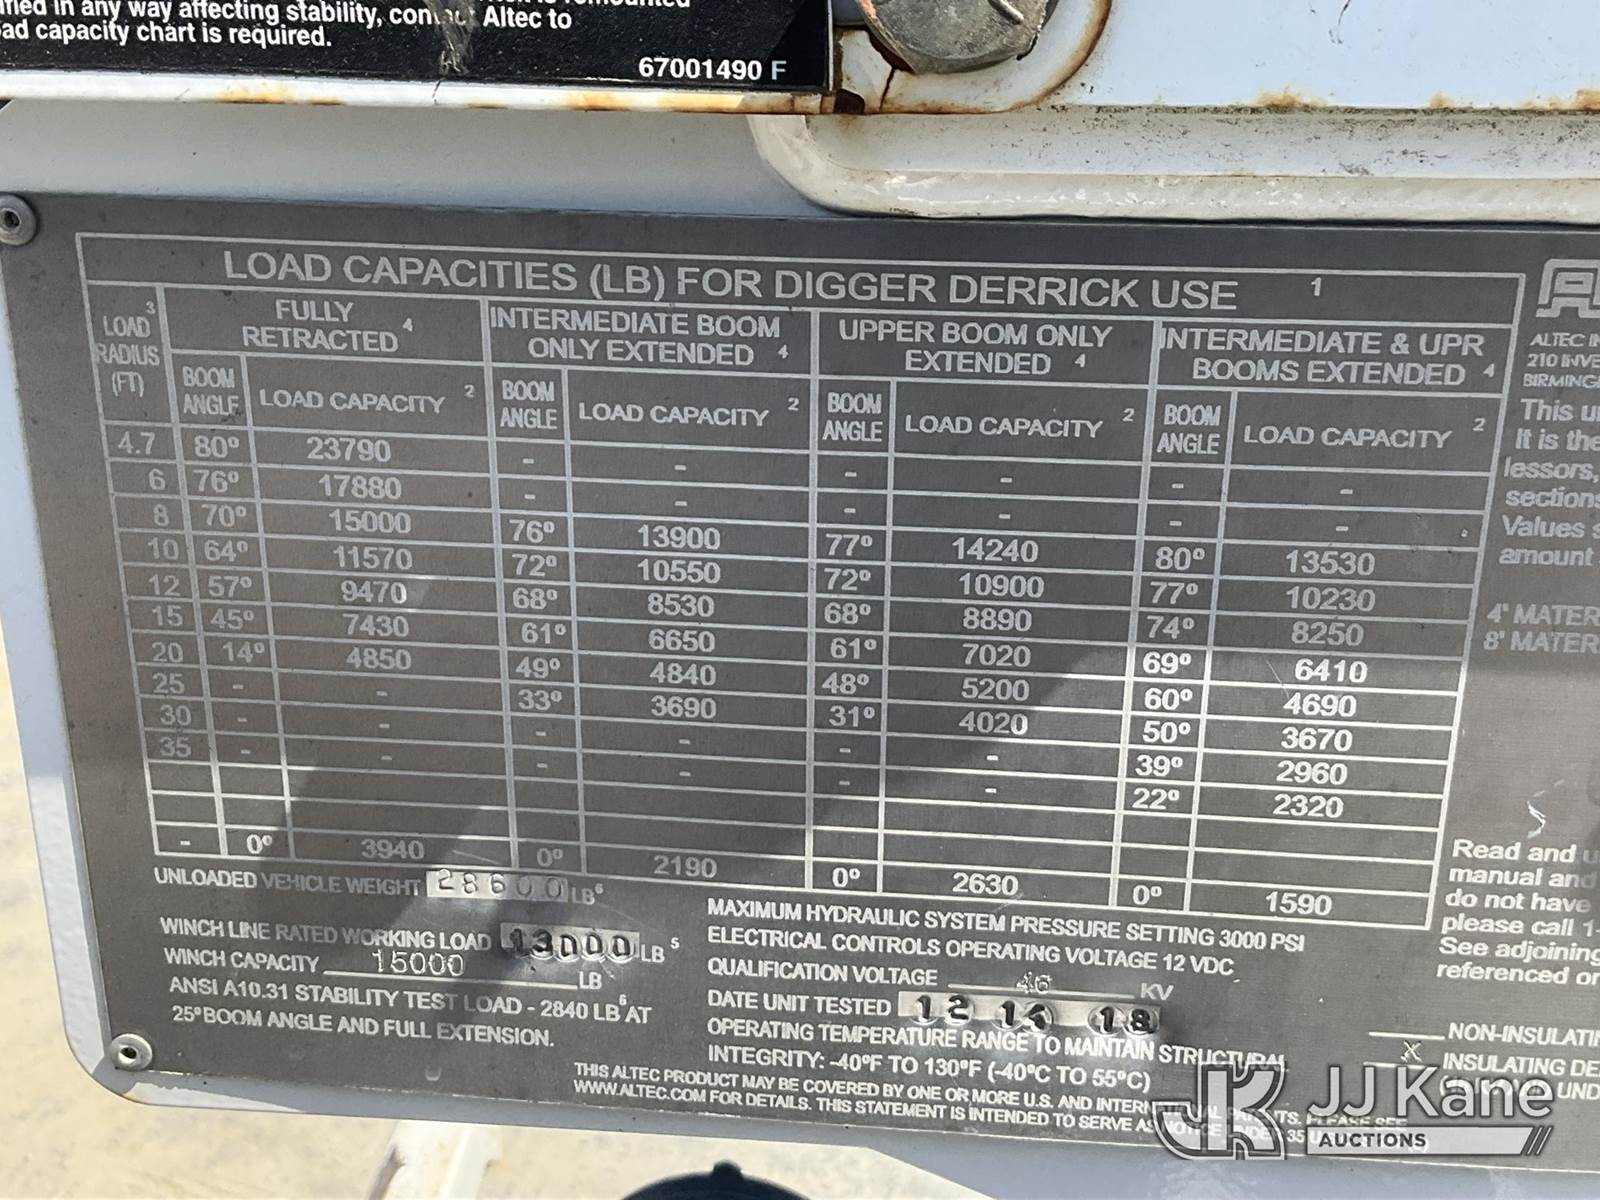 fied in any way affecting stability, contact Altec to
ad capacity chart is required.
67001490 F
LOAD CAPACITIES (LB) FOR DIGGER DERRICK USE 1
LOAD 3 RADIUS (FT)
FULLY RETRACTED 4
INTERMEDIATE BOOM ONLY EXTENDED 4
UPPER BOOM ONLY EXTENDED 4
INTERMEDIATE & UPR BOOMS EXTENDED 4
BOOM ANGLE LOAD CAPACITY 2 BOOM ANGLE LOAD CAPACITY 2 BOOM ANGLE LOAD CAPACITY 2 BOOM ANGLE LOAD CAPACITY 2
4.7 80° 23790 - - - - - -
6 76° 17880 - - - - - -
8 70° 15000 76° 13900 77° 14240 80° 13530
10 64° 11570 72° 10550 72° 10900 77° 10230
12 57° 9470 68° 8530 68° 8890 74° 8250
15 45° 7430 61° 6650 61° 7020 69° 6410
20 14° 4850 49° 4840 48° 5200 60° 4690
25 - - 33° 3690 31° 4020 50° 3670
30 - - - - - - 39° 2960
35 - - - - - - 22° 2320
- 0° 3940 0° 2190 0° 2630 0° 1590
UNLOADED VEHICLE WEIGHT 28600 LB 6
WINCH LINE RATED WORKING LOAD 13000 LB 5
WINCH CAPACITY 15000 LB
ANSI A10.31 STABILITY TEST LOAD - 2840 LB 6 AT
25° BOOM ANGLE AND FULL EXTENSION.
MAXIMUM HYDRAULIC SYSTEM PRESSURE SETTING 3000 PSI
ELECTRICAL CONTROLS OPERATING VOLTAGE 12 VDC
QUALIFICATION VOLTAGE 46 KV
DATE UNIT TESTED 12 18
OPERATING TEMPERATURE RANGE TO MAINTAIN STRUCTURAL
INTEGRITY: -40°F TO 130°F (-40°C TO 55°C)
THIS ALTEC PRODUCT MAY BE COVERED BY ONE OR MORE U.S. AND PLEASE SEE
WWW.ALTEC.COM FOR DETAILS. THIS STATEMENT IS INTENDED TO SERVE AS NOTICE UNDER 35
ALTEC IN
210 INVE
BIRMING
This u
It is the
lessors,
sections
Values s
amount
4' MATER
8' MATER
Read and u
manual and
do not have
please call 1-
See adjoining
referenced or
NON-INSULATIN
X INSULATING DE
UND
JJ Kane
AUCTIONS